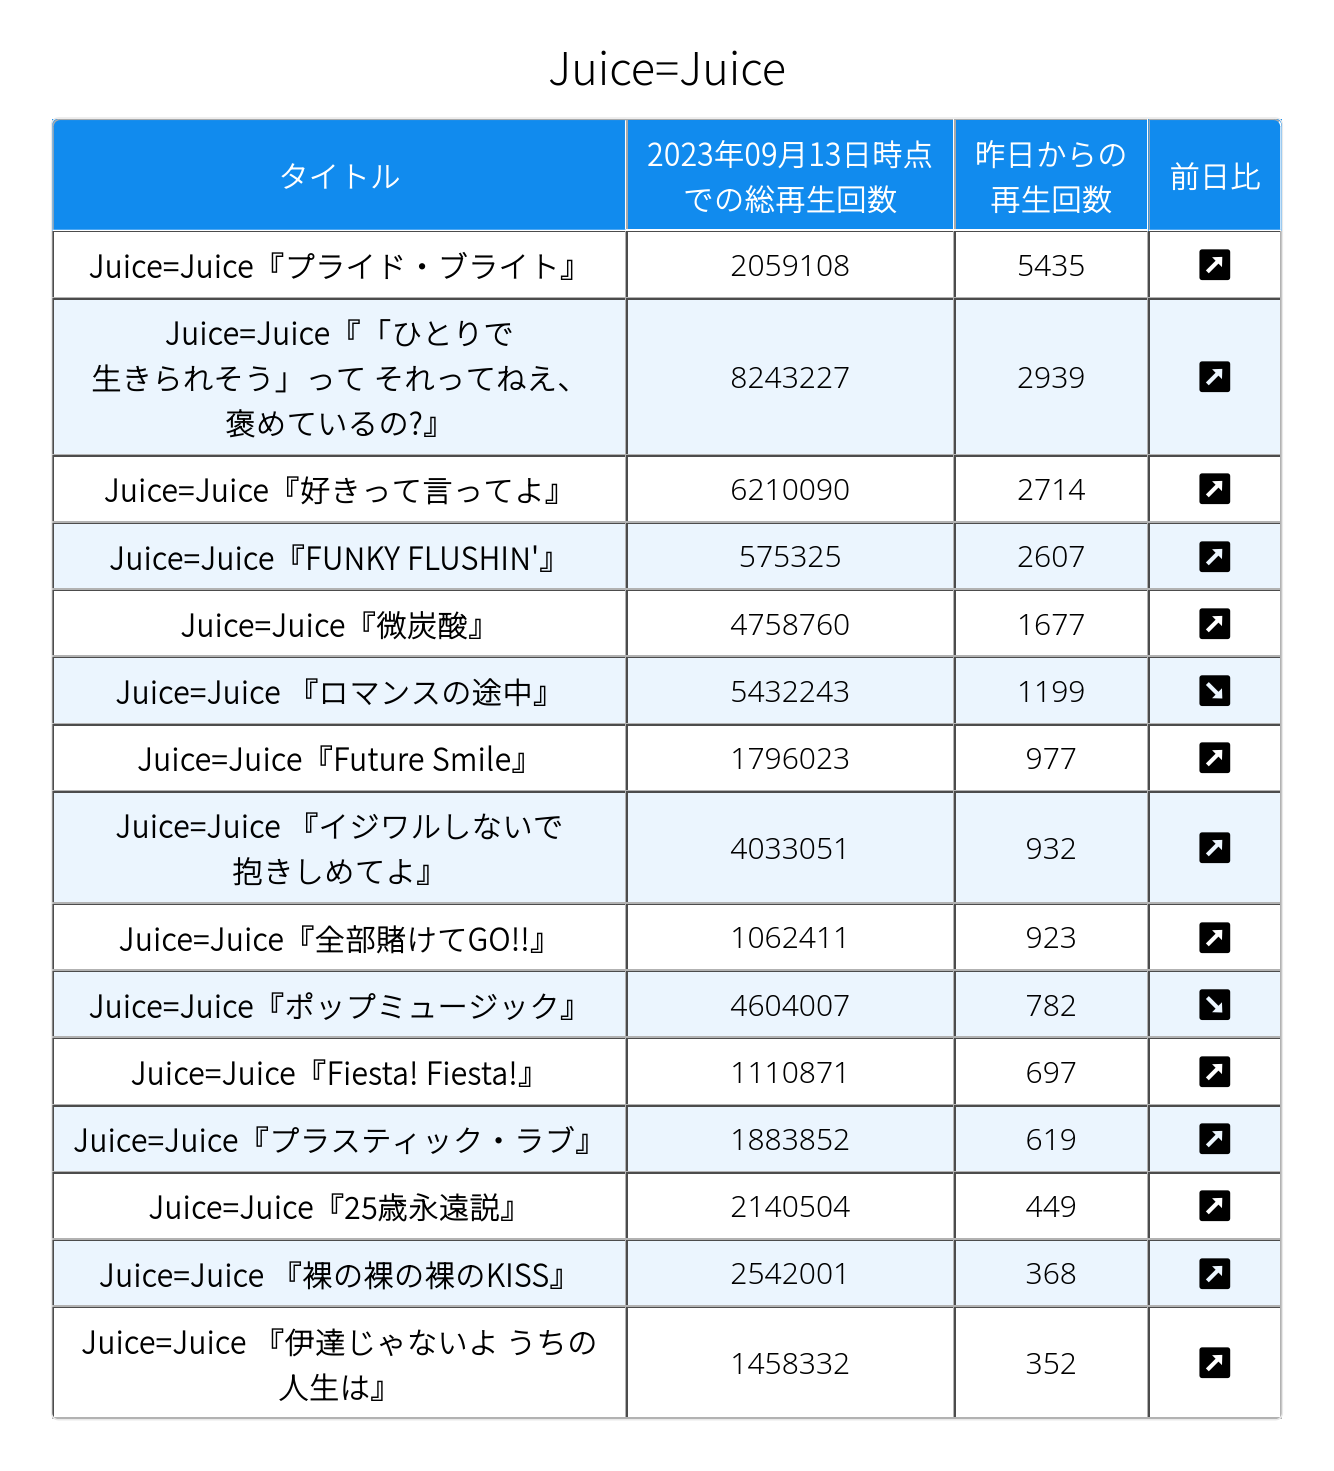 Juice=Juice
タイトル
2023年09月13日時点
での総再生回数
昨日からの
再生回数
前日比
Juice=Juice『プライド・ブライト』
2059108
5435
Juice=Juice『「ひとりで
生きられそう」って それってねえ、
褒めているの?』
8243227
2939
Juice=Juice『好きって言ってよ』
6210090
2714
Juice=Juice『FUNKY FLUSHIN'』
575325
2607
Juice=Juice『微炭酸』
4758760
1677
Juice=Juice 『ロマンスの途中』
5432243
1199
Juice=Juice『Future Smile』
1796023
977
Juice=Juice 『イジワルしないで
抱きしめてよ』
4033051
932
Juice=Juice『全部賭けてGO!!』
1062411
923
Juice=Juice『ポップミュージック』
4604007
782
Juice=Juice『Fiesta! Fiesta!』
1110871
697
Juice=Juice『プラスティック・ラブ』
1883852
619
Juice=Juice『25歳永遠説』
2140504
449
Juice=Juice 『裸の裸の裸のKISS』
2542001
368
Juice=Juice 『伊達じゃないよ うちの
人生は』
1458332
352